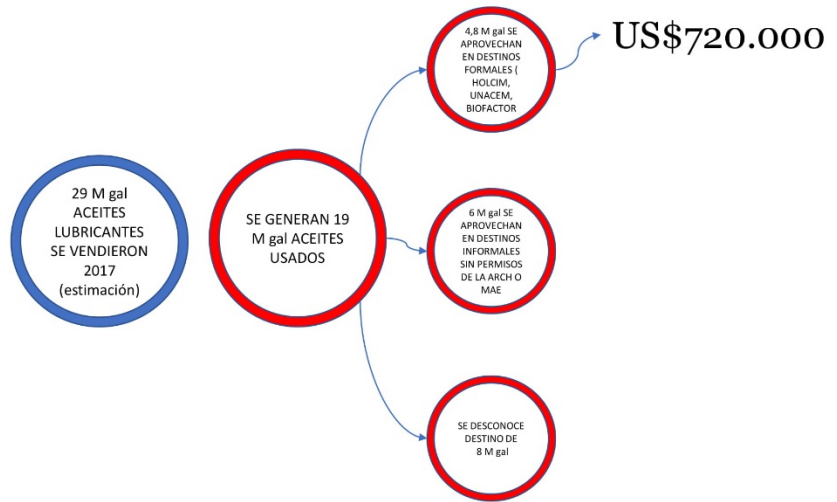 29 M gal
ACEITES
LUBRICANTES
SE VENDIERON
2017
(estimación)
SE GENERAN 19
M gal ACEITES
USADOS
4,8 M gal SE
APROVECHAN
EN DESTINOS
FORMALES (
HOLCIM,
UNACEM,
BIOFACTOR
US$720.000
6 M gal SE
APROVECHAN
EN DESTINOS
INFORMALES
SIN PERMISOS
DE LA ARCH O
MAE
SE DESCONOCE
DESTINO DE
8 M gal